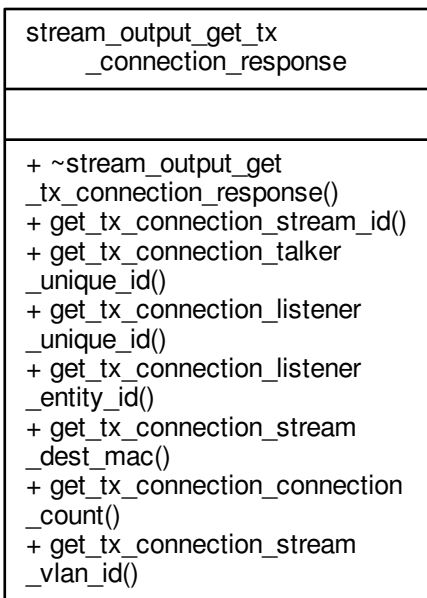 stream_output_get_tx
_connection_response
+ ~stream_output_get
_tx_connection_response()
+ get_tx_connection_stream_id()
+ get_tx_connection_talker
_unique_id()
+ get_tx_connection_listener
_unique_id()
+ get_tx_connection_listener
_entity_id()
+ get_tx_connection_stream
_dest_mac()
+ get_tx_connection_connection
_count()
+ get_tx_connection_stream
_vlan_id()